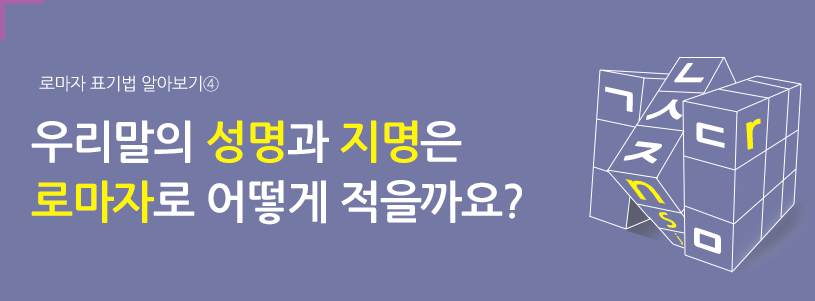 로마자 표기법 알아보기④
우리말의 성명과 지명은
로마자로 어떻게 적을까요?
ㄱ
ㄴ
ㅅ
ㅈ
ㄷ
r
n
s
i
ㅁ